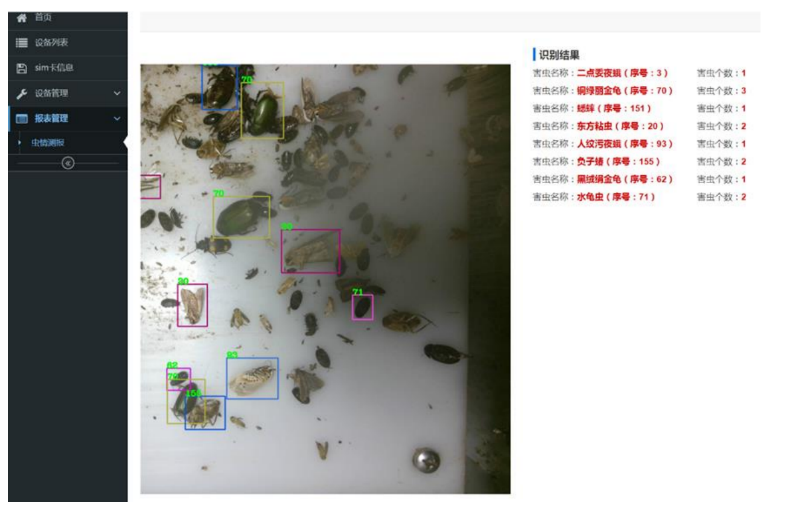 首页
设备列表
sim卡信息
设备管理
报表管理
虫情测报
识别结果
害虫名称：二点委夜蛾（序号：3） 害虫个数：1
害虫名称：铜绿丽金龟（序号：70） 害虫个数：3
害虫名称：蟋蟀（序号：151） 害虫个数：1
害虫名称：东方粘虫（序号：20） 害虫个数：2
害虫名称：人纹污夜蛾（序号：93） 害虫个数：1
害虫名称：负子蝽（序号：155） 害虫个数：2
害虫名称：黑绒绢金龟（序号：62） 害虫个数：1
害虫名称：水龟虫（序号：71） 害虫个数：2
70
70
20
71
93
62
70
155